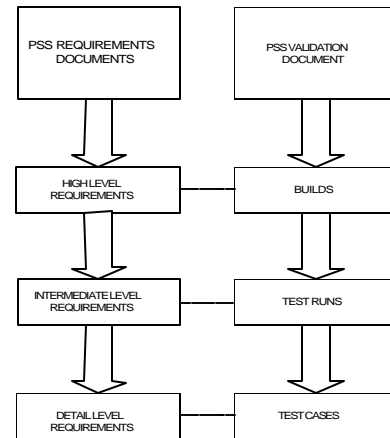 PSS REQUIREMENTS
DOCUMENTS
PSS VALIDATION
DOCUMENT
HIGH LEVEL
REQUIREMENTS
BUILDS
INTERMEDIATE LEVEL
REQUIREMENTS
TEST RUNS
DETAIL LEVEL
REQUIREMENTS
TEST CASES